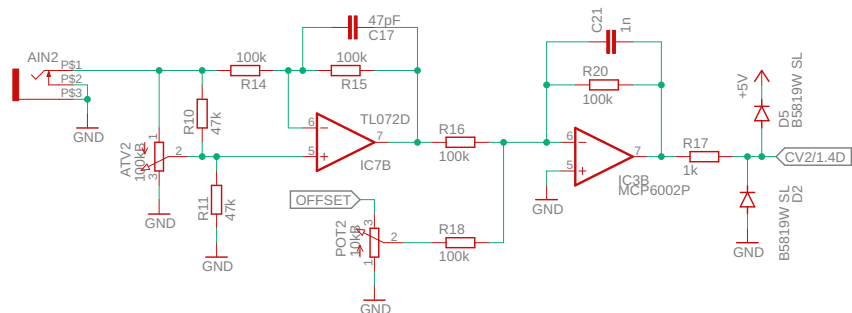 AIN2
P$1
P$2
P$3
GND
ATV2
100kB
1
2
3
GND
R10
47k
R11
47k
GND
100k
R14
47pF
C17
100k
R15
6
5
7
TL072D
IC7B
OFFSET
POT2
10kB
3
2
1
GND
R16
100k
R18
100k
C21
1n
R20
100k
6
5
7
GND
IC3B
MCP6002P
R17
1k
+5V
D5
B5819W SL
CV2/1.4D
B5819W SL
D2
GND